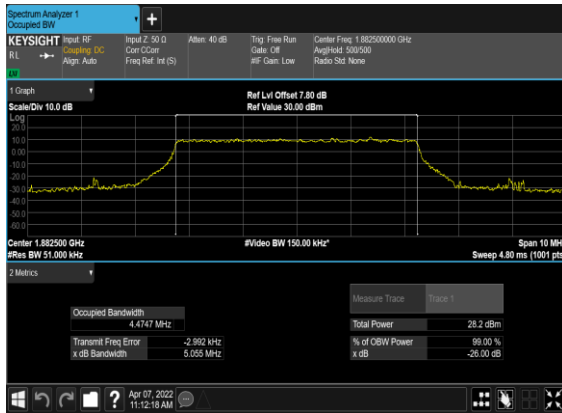 Spectrum Analyzer 1
Occupied BW
+
KEYSIGHT Input: RF Input Z: 50 Ω Atten: 40 dB Trig: Free Run Center Freq: 1.882500000 GHz
RL Coupling: DC Corr CCorr Gate: Off Avg|Hold: 500/500
Align: Auto Freq Ref: Int (S) #IF Gain: Low Radio Std: None
LXI
1 Graph
Ref Lvl Offset 7.80 dB
Scale/Div 10.0 dB Ref Value 30.00 dBm
Log
20.0
10.0
0.00
-10.0
-20.0
-30.0
-40.0
-50.0
-60.0
Center 1.882500 GHz #Video BW 150.00 kHz* Span 10 MH
#Res BW 51.000 kHz Sweep 4.80 ms (1001 pts
2 Metrics
Measure Trace Trace 1
Occupied Bandwidth
4.4747 MHz Total Power 28.2 dBm
Transmit Freq Error -2.992 kHz % of OBW Power 99.00 %
x dB Bandwidth 5.055 MHz x dB -26.00 dB
? Apr 07, 2022
11:12:18 AM